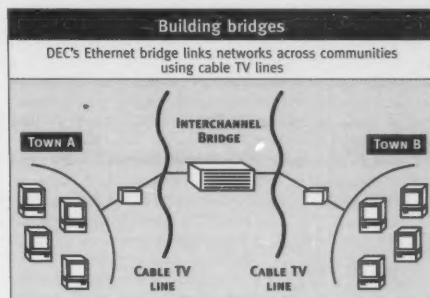 Building bridges
DEC's Ethernet bridge links networks across communities
using cable TV lines
INTERCHANNEL
BRIDGE
TOWN A
TOWN B
CABLE TV
LINE
CABLE TV
LINE